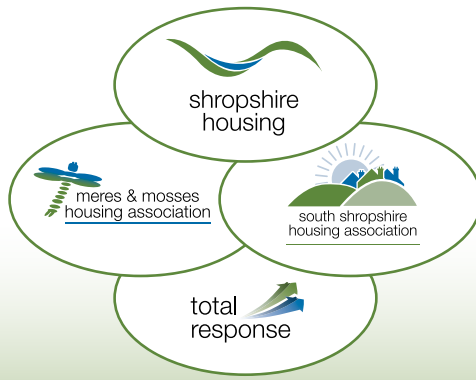 shropshire
housing
meres & mosses
housing association
south shropshire
housing association
total
response